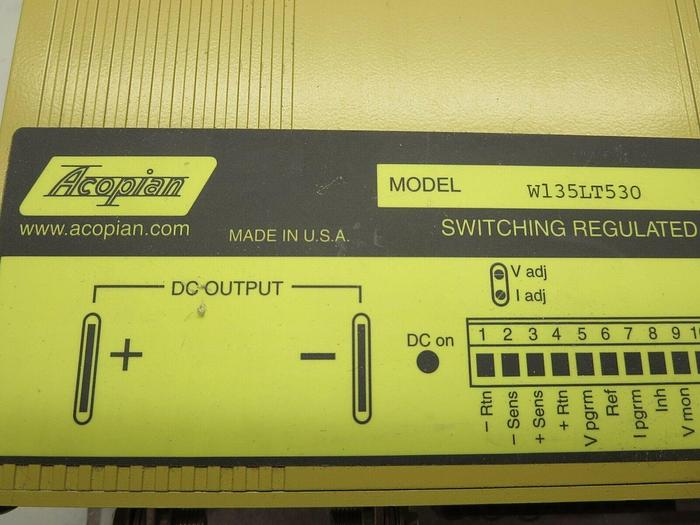 Acopian
MODEL W135LT530
www.acopian.com
MADE IN U.S.A.
SWITCHING REGULATED
DC OUTPUT
V adj
I adj
+
−
DC on
1 2 3 4 5 6 7 8 9
− Rtn
− Sens
+ Sens
+ Rtn
V pgrm
Ref
I pgrm
Inh
V mon